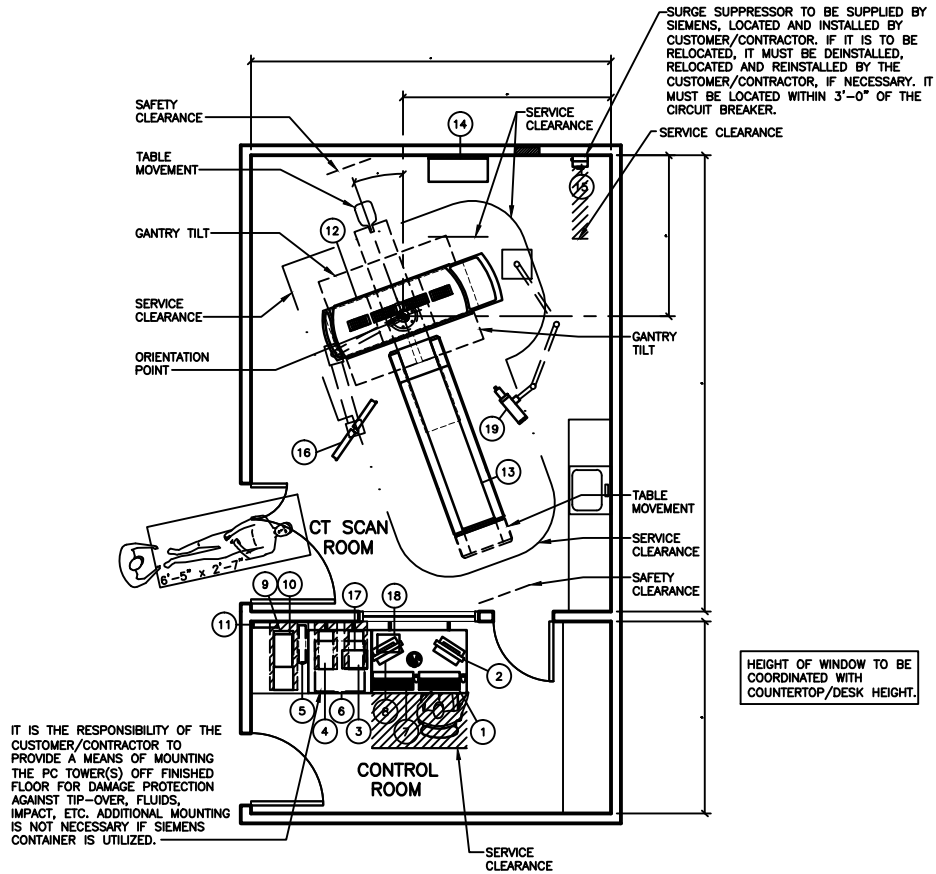 SURGE SUPPRESSOR TO BE SUPPLIED BY
SIEMENS, LOCATED AND INSTALLED BY
CUSTOMER/CONTRACTOR. IF IT IS TO BE
RELOCATED, IT MUST BE DEINSTALLED,
RELOCATED AND REINSTALLED BY THE
CUSTOMER/CONTRACTOR, IF NECESSARY. IT
MUST BE LOCATED WITHIN 3'-0" OF THE
CIRCUIT BREAKER.
SAFETY
CLEARANCE
SERVICE
CLEARANCE
14
SERVICE CLEARANCE
TABLE
MOVEMENT
15
GANTRY TILT
12
SERVICE
CLEARANCE
GANTRY
TILT
ORIENTATION
POINT
19
16
13
TABLE
MOVEMENT
CT SCAN
ROOM
SERVICE
CLEARANCE
6'-5" x 2'-7"
SAFETY
CLEARANCE
9
10
17
18
11
2
5
4
6
3
8
7
1
HEIGHT OF WINDOW TO BE
COORDINATED WITH
COUNTERTOP/DESK HEIGHT.
IT IS THE RESPONSIBILITY OF THE
CUSTOMER/CONTRACTOR TO
PROVIDE A MEANS OF MOUNTING
THE PC TOWER(S) OFF FINISHED
FLOOR FOR DAMAGE PROTECTION
AGAINST TIP-OVER, FLUIDS,
IMPACT, ETC. ADDITIONAL MOUNTING
IS NOT NECESSARY IF SIEMENS
CONTAINER IS UTILIZED.
CONTROL
ROOM
SERVICE
CLEARANCE